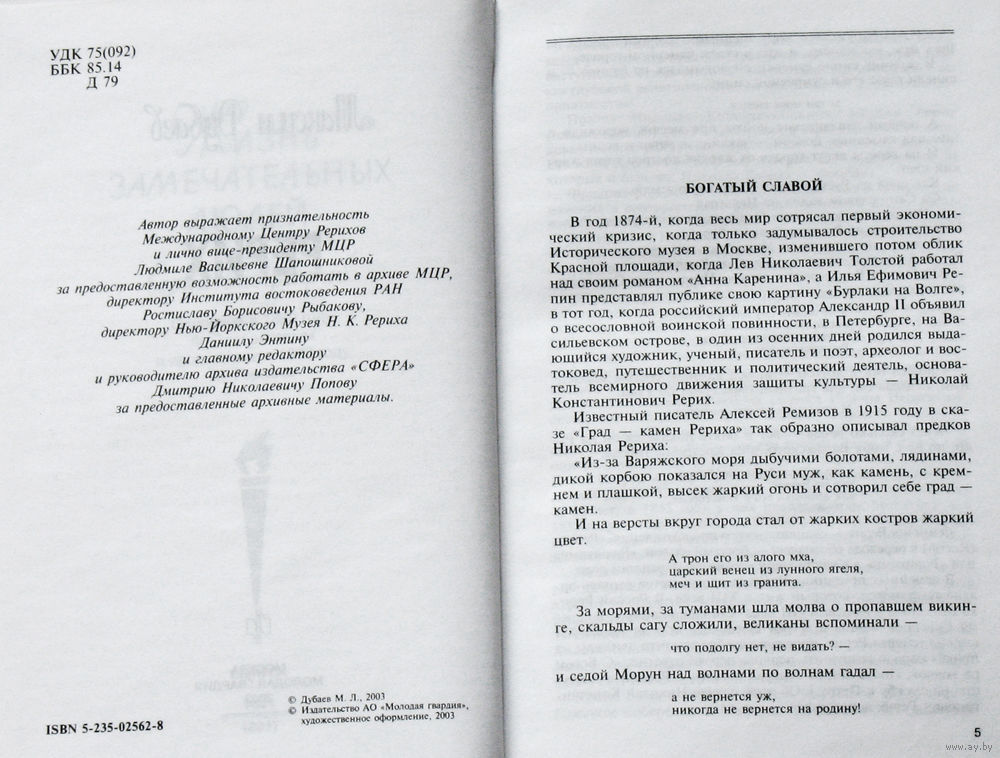 УДК 75(092)
ББК 85.14
Д 79
Автор выражает признательность
Международному Центру Рерихов
и лично вице-президенту МЦР
Людмиле Васильевне Шапошниковой
за предоставленную возможность работать в архиве МЦР,
директору Института востоковедения РАН
Ростиславу Борисовичу Рыбакову,
директору Нью-Йоркского Музея Н. К. Рериха
Даниилу Энтину
и главному редактору
и руководителю архива издательства «СФЕРА»
Дмитрию Николаевичу Попову
за предоставленные архивные материалы.
© Дубаев М. Л., 2003
© Издательство АО «Молодая гвардия»,
художественное оформление, 2003
ISBN 5-235-02562-8
БОГАТЫЙ СЛАВОЙ
В год 1874-й, когда весь мир сотрясал первый экономи-
ческий кризис, когда только задумывалось строительство
Исторического музея в Москве, изменившего потом облик
Красной площади, когда Лев Николаевич Толстой работал
над своим романом «Анна Каренина», а Илья Ефимович Ре-
пин представлял публике свою картину «Бурлаки на Волге»,
в тот год, когда российский император Александр II объявил
о всесословной воинской повинности, в Петербурге, на Ва-
сильевском острове, в один из осенних дней родился выда-
ющийся художник, ученый, писатель и поэт, археолог и вос-
токовед, путешественник и политический деятель, основа-
тель всемирного движения защиты культуры — Николай
Константинович Рерих.
Известный писатель Алексей Ремизов в 1915 году в ска-
зе «Град — камен Рериха» так образно описывал предков
Николая Рериха:
«Из-за Варяжского моря дыбучими болотами, лядинами,
дикой корбою показался на Руси муж, как камень, с крем-
нем и плашкой, высек жаркий огонь и сотворил себе град —
камен.
И на версты вкруг города стал от жарких костров жаркий
цвет.
А трон его из алого мха,
царский венец из лунного ягеля,
меч и щит из гранита.
За морями, за туманами шла молва о пропавшем викин-
ге, скальды сагу сложили, великаны вспоминали —
что подолгу нет, не видать? —
и седой Морун над волнами по волнам гадал —
а не вернется уж,
никогда не вернется на родину!
5
www.ay.by